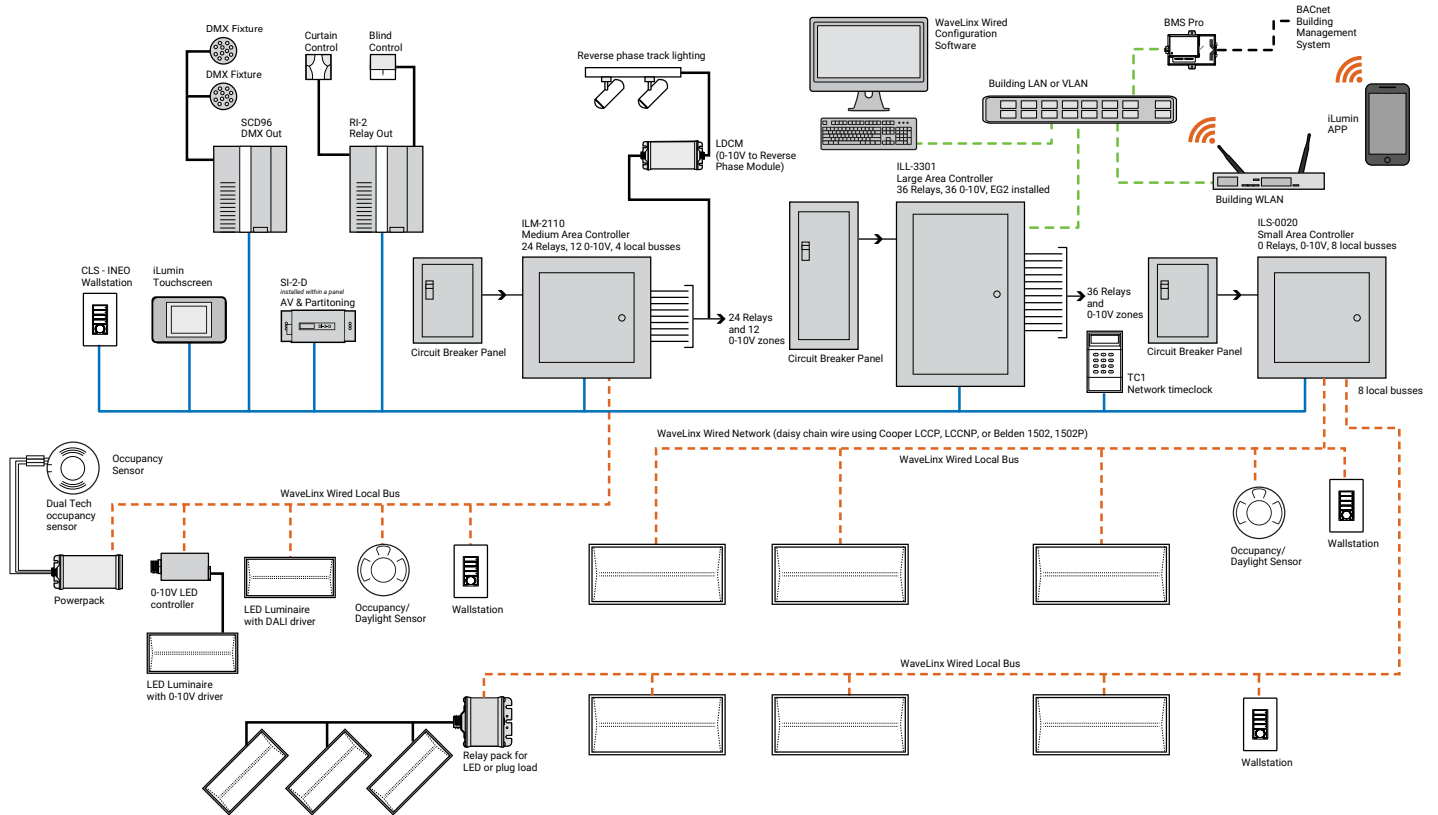 DMX Fixture
DMX Fixture
Curtain
Control
Blind
Control
SCD96
DMX Out
RI-2
Relay Out
Reverse phase track lighting
LDCM
(0-10V to Reverse
Phase Module)
WaveLinx Wired
Configuration
Software
Building LAN or VLAN
BMS Pro
BACnet
Building
Management
System
iLumin
APP
Building WLAN
ILL-3301
Large Area Controller
36 Relays, 36 0-10V, EG2 installed
ILM-2110
Medium Area Controller
24 Relays, 12 0-10V, 4 local busses
ILS-0020
Small Area Controller
0 Relays, 0-10V, 8 local busses
CLS - INEO
Wallstation
iLumin
Touchscreen
SI-2-D
installed within a panel
AV & Partitoning
SI-2-D
Circuit Breaker Panel
24 Relays
and 12
0-10V zones
Circuit Breaker Panel
36 Relays
and
0-10V zones
TC1
Network timeclock
Circuit Breaker Panel
8 local busses
WaveLinx Wired Network (daisy chain wire using Cooper LCCP, LCCNP, or Belden 1502, 1502P)
WaveLinx Wired Local Bus
Occupancy
Sensor
Dual Tech
occupancy
sensor
WaveLinx Wired Local Bus
Powerpack
0-10V LED
controller
LED Luminaire
with DALI driver
Occupancy/
Daylight Sensor
Wallstation
LED Luminaire
with 0-10V driver
Occupancy/
Daylight Sensor
Wallstation
WaveLinx Wired Local Bus
Relay pack for
LED or plug load
Wallstation